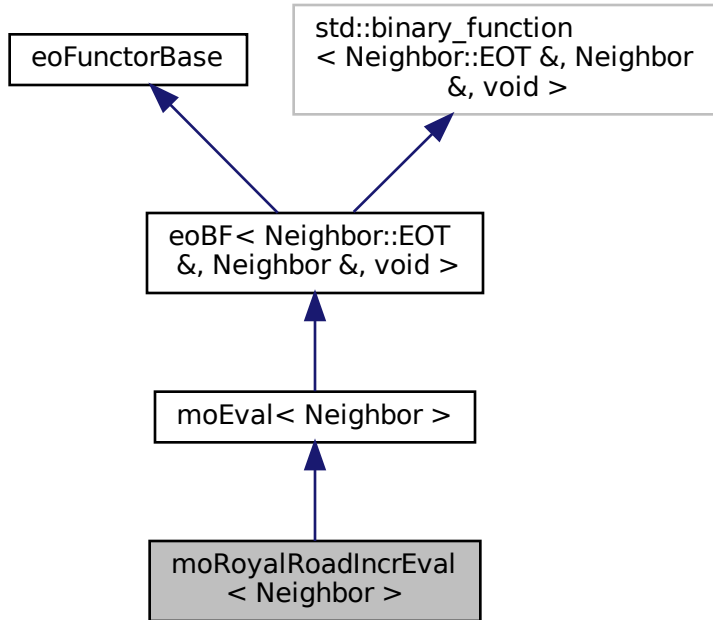 eoFunctorBase
std::binary_function
< Neighbor::EOT &, Neighbor
&, void >
eoBF< Neighbor::EOT
&, Neighbor &, void >
moEval< Neighbor >
moRoyalRoadIncrEval
< Neighbor >